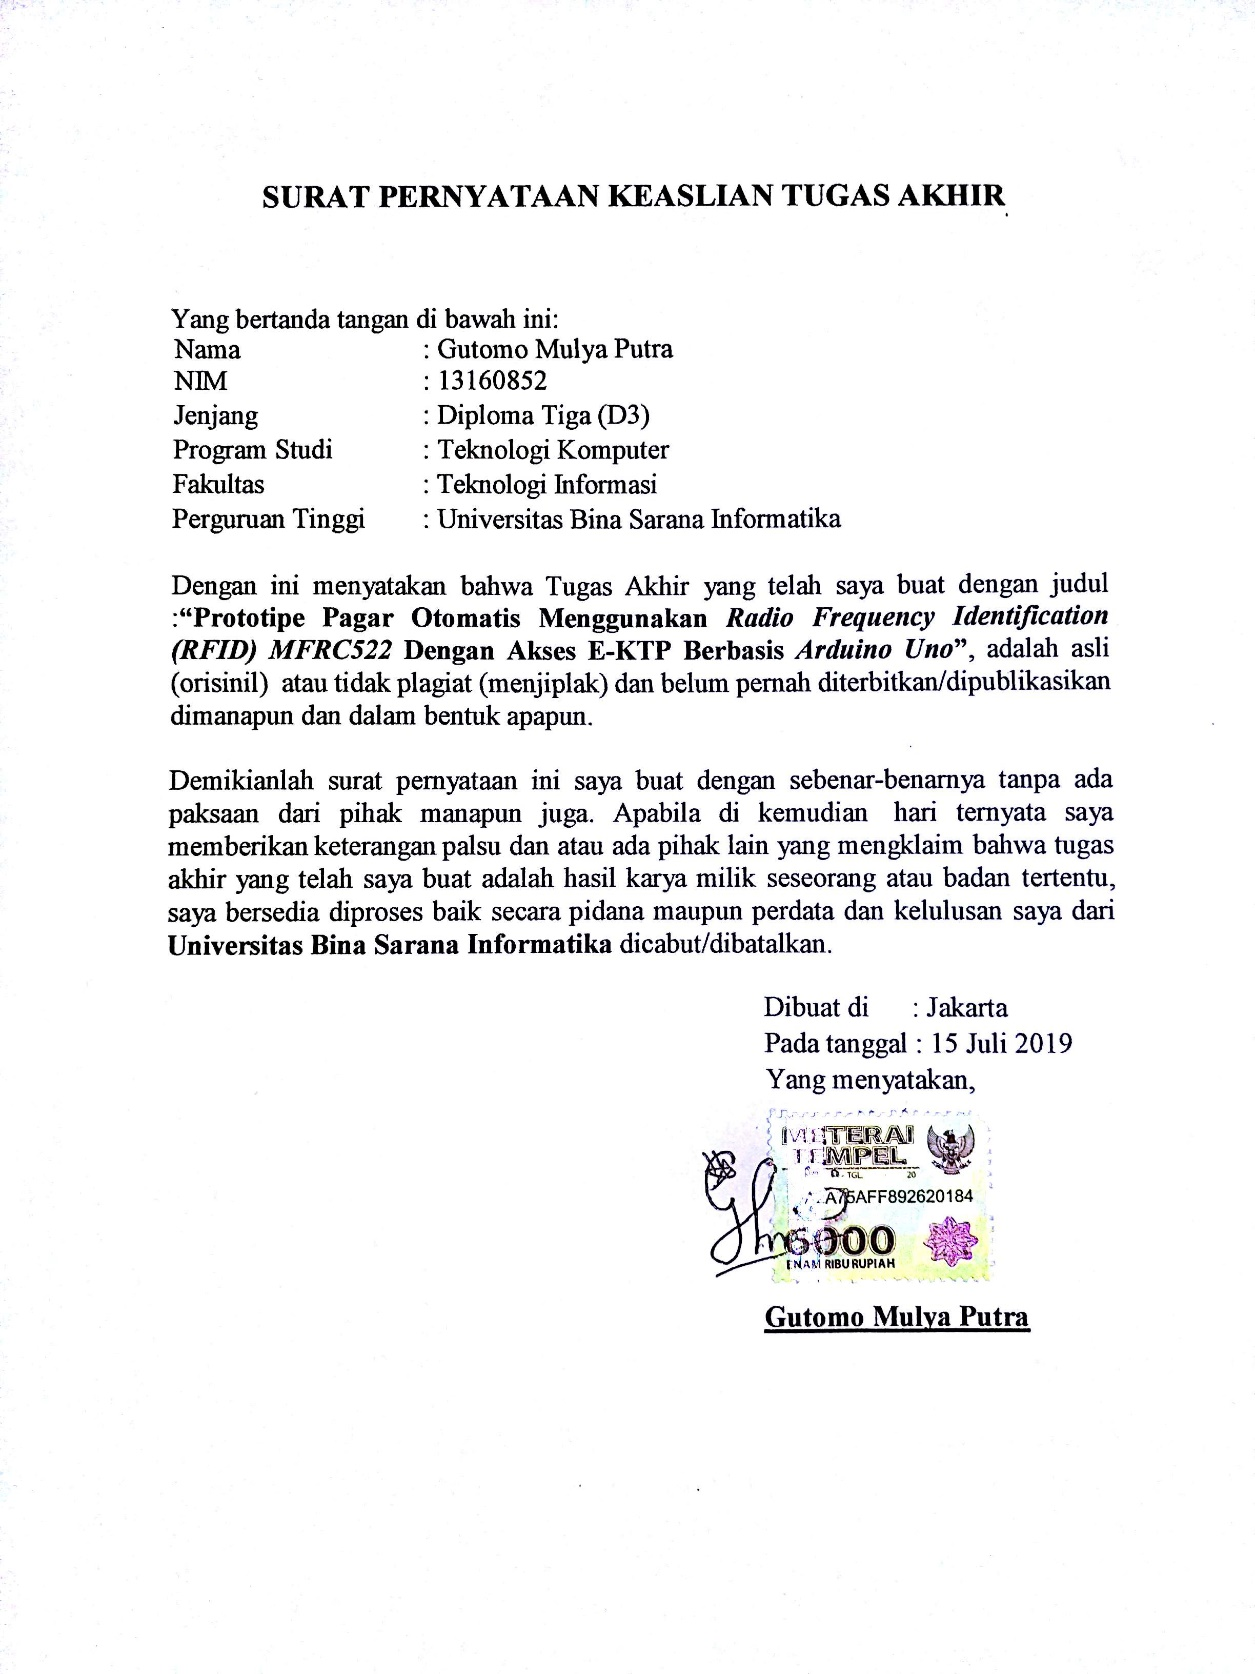 SURAT PERNYATAAN KEASLIAN TUGAS AKHIR
Yang bertanda tangan di bawah ini:
Nama : Gutomo Mulya Putra
NIM : 13160852
Jenjang : Diploma Tiga (D3)
Program Studi : Teknologi Komputer
Fakultas : Teknologi Informasi
Perguruan Tinggi : Universitas Bina Sarana Informatika
Dengan ini menyatakan bahwa Tugas Akhir yang telah saya buat dengan judul
:“Prototipe Pagar Otomatis Menggunakan Radio Frequency Identification
(RFID) MFRC522 Dengan Akses E-KTP Berbasis Arduino Uno”, adalah asli
(orisinil) atau tidak plagiat (menjiplak) dan belum pernah diterbitkan/dipublikasikan
dimanapun dan dalam bentuk apapun.
Demikianlah surat pernyataan ini saya buat dengan sebenar-benarnya tanpa ada
paksaan dari pihak manapun juga. Apabila di kemudian hari ternyata saya
memberikan keterangan palsu dan atau ada pihak lain yang mengklaim bahwa tugas
akhir yang telah saya buat adalah hasil karya milik seseorang atau badan tertentu,
saya bersedia diproses baik secara pidana maupun perdata dan kelulusan saya dari
Universitas Bina Sarana Informatika dicabut/dibatalkan.
Dibuat di : Jakarta
Pada tanggal : 15 Juli 2019
Yang menyatakan,
METERAI
TEMPEL
TGL 20
6000
ENAM RIBU RUPIAH
Gutomo Mulya Putra